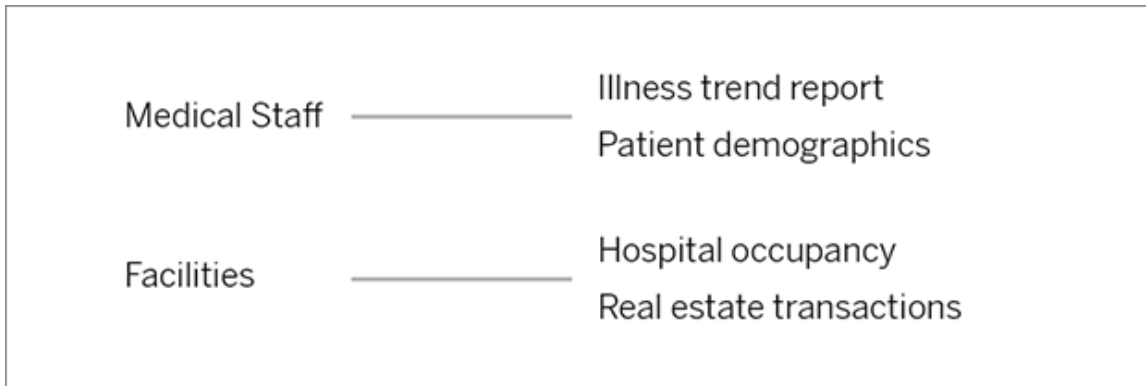 Medical Staff
Illness trend report
Patient demographics
Facilities
Hospital occupancy
Real estate transactions